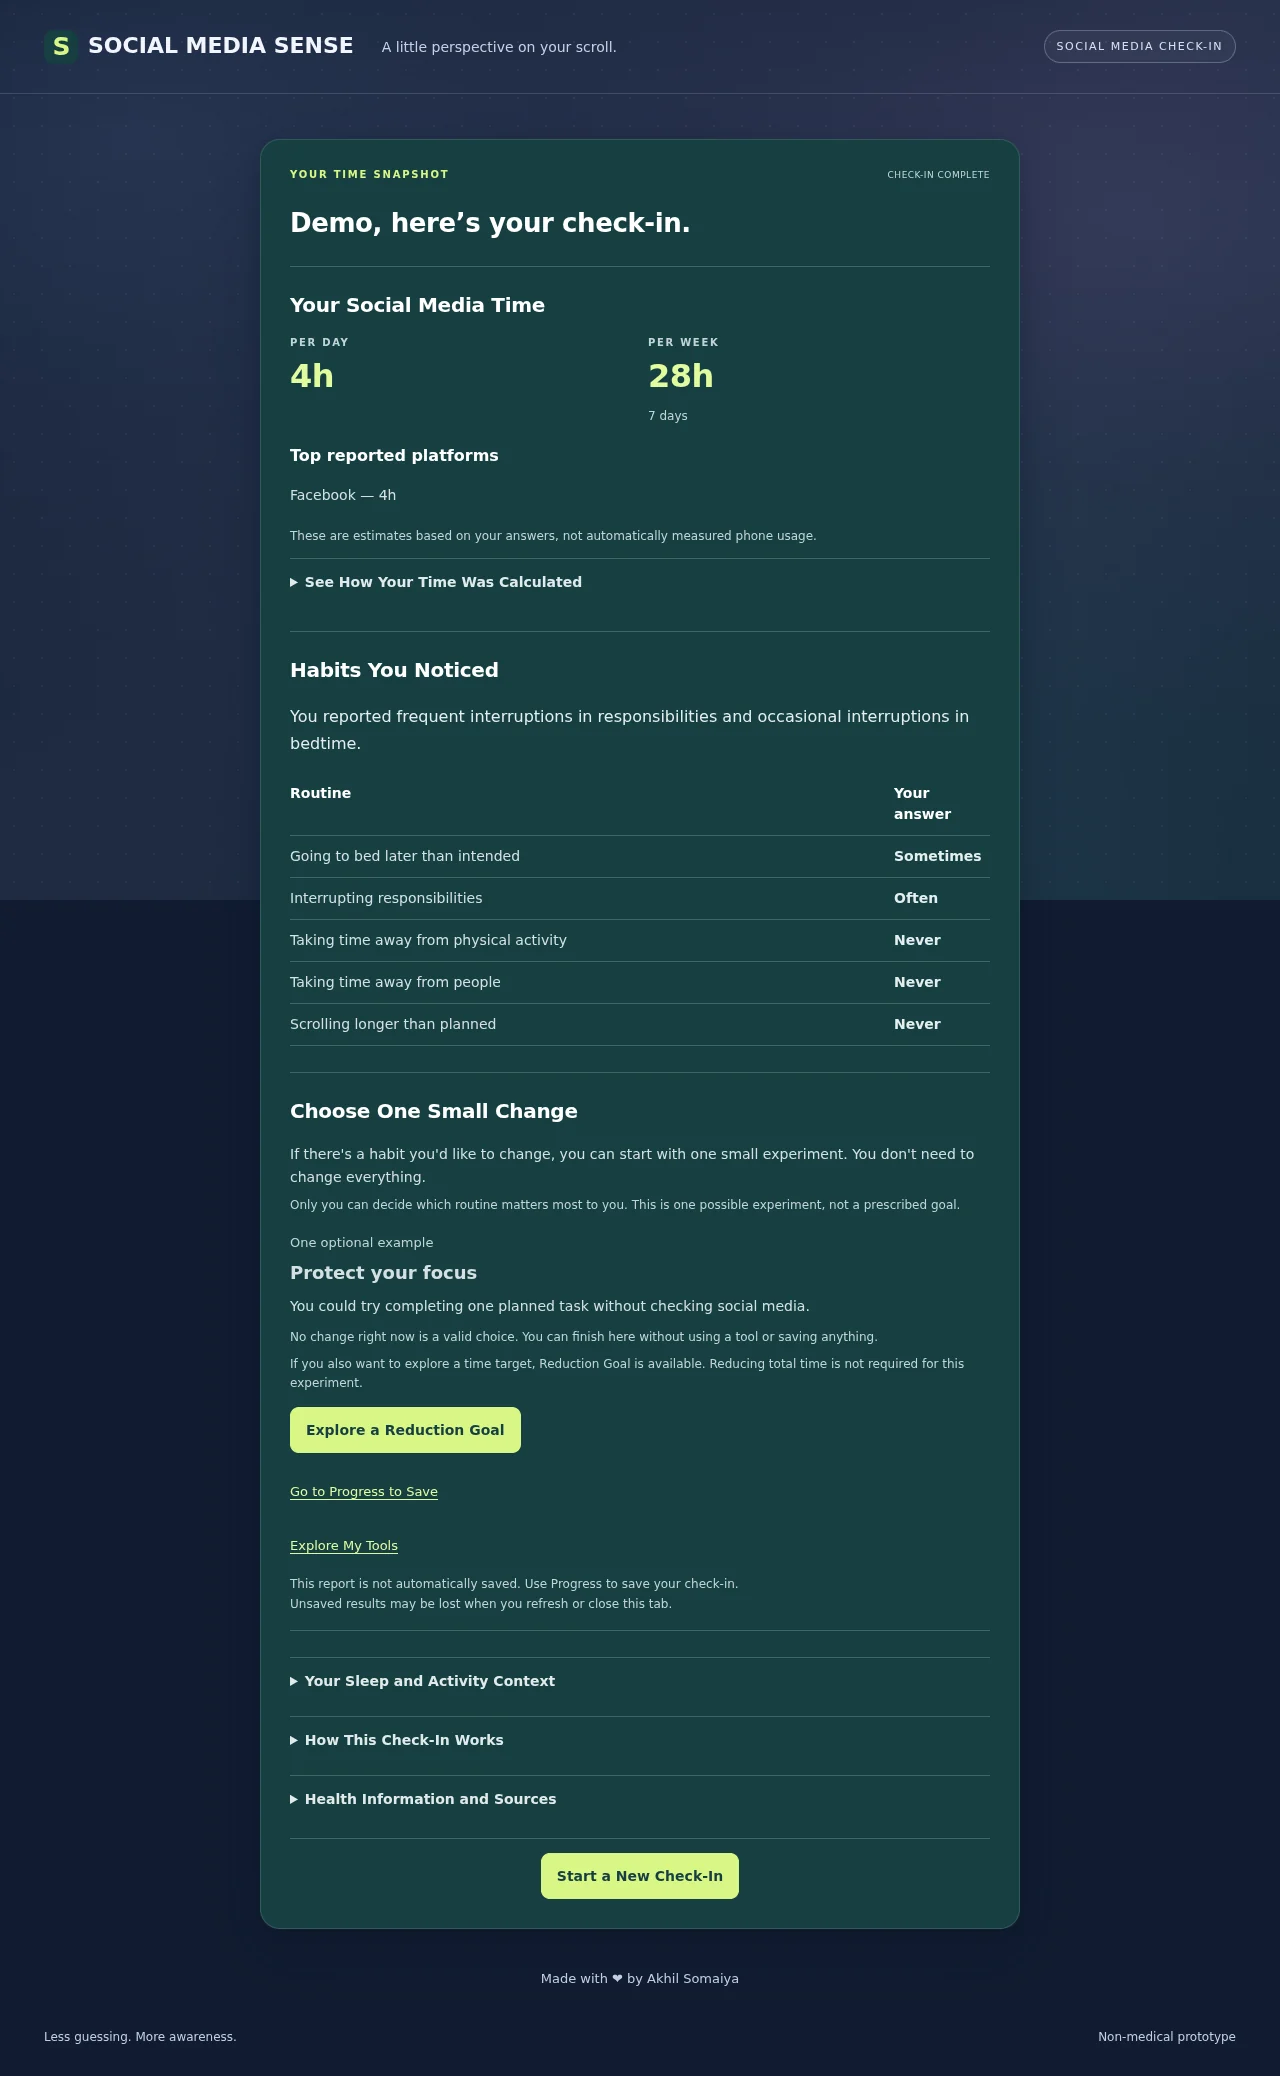 S SOCIAL MEDIA SENSE A little perspective on your scroll. SOCIAL MEDIA CHECK-IN
YOUR TIME SNAPSHOT CHECK-IN COMPLETE
Demo, here’s your check-in.
Your Social Media Time
PER DAY PER WEEK
4h 28h
7 days
Top reported platforms
Facebook — 4h
These are estimates based on your answers, not automatically measured phone usage.
See How Your Time Was Calculated
Habits You Noticed
You reported frequent interruptions in responsibilities and occasional interruptions in
bedtime.
Routine Your
answer
Going to bed later than intended Sometimes
Interrupting responsibilities Often
Taking time away from physical activity Never
Taking time away from people Never
Scrolling longer than planned Never
Choose One Small Change
If there's a habit you'd like to change, you can start with one small experiment. You don't need to
change everything.
Only you can decide which routine matters most to you. This is one possible experiment, not a prescribed goal.
One optional example
Protect your focus
You could try completing one planned task without checking social media.
No change right now is a valid choice. You can finish here without using a tool or saving anything.
If you also want to explore a time target, Reduction Goal is available. Reducing total time is not required for this
experiment.
Explore a Reduction Goal
Go to Progress to Save
Explore My Tools
This report is not automatically saved. Use Progress to save your check-in.
Unsaved results may be lost when you refresh or close this tab.
Your Sleep and Activity Context
How This Check-In Works
Health Information and Sources
Start a New Check-In
Made with ❤ by Akhil Somaiya
Less guessing. More awareness. Non-medical prototype